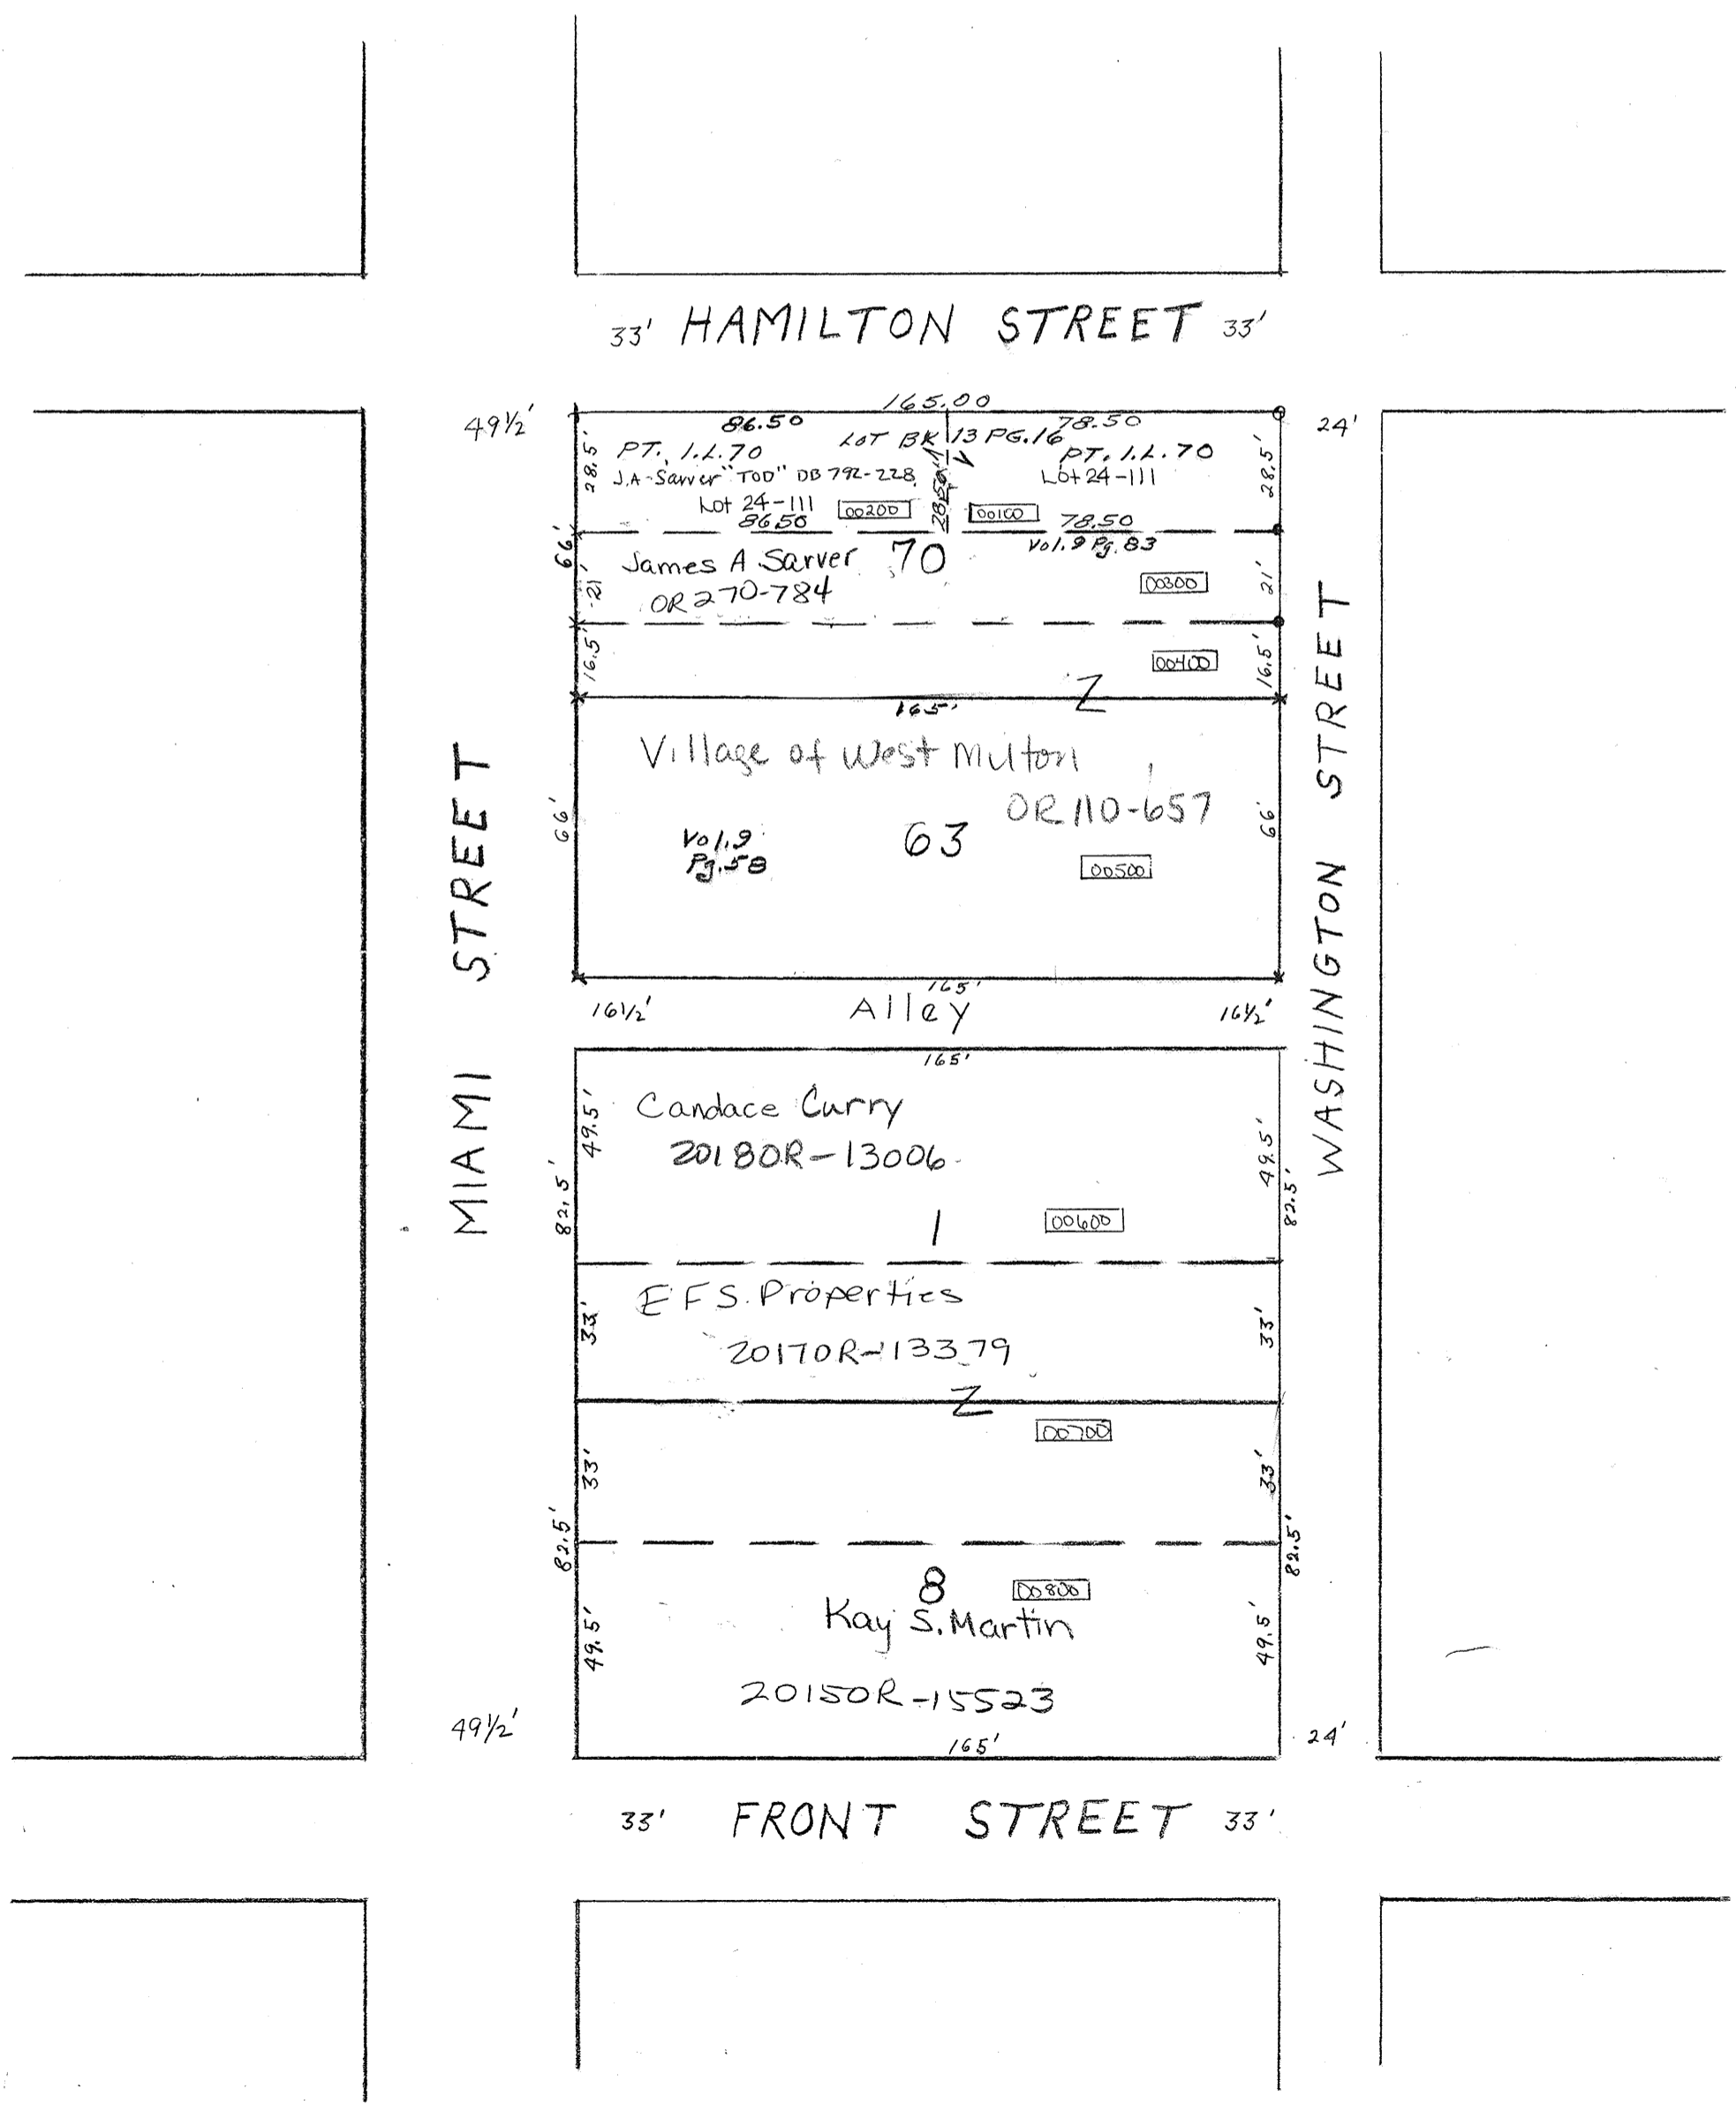 33' HAMILTON STREET 33'
49½' 165.00 24'
86.50 78.50
LOT BK 13 PG.16
PT. I.L.70 PT. I.L.70
J.A. Sarver "TOD" DB 792-228 Lot 24-111
Lot 24-111 00200 00100
86.50 78.50
28.5' 28.50 28.5'
Vol.9 Pg. 83
66'
James A Sarver 70
OR 270-784 00300
21' 21'
16.5' 00400 16.5'
Z
165'
Village of West Milton
OR 110-657
66' 63 66'
Vol.9
Pg.58
00500
165'
16½' Alley 16½'
MIAMI STREET
WASHINGTON STREET
165'
Candace Curry
2018OR-13006
49.5' 49.5'
82.5' 82.5'
1 00600
EFS Properties
33' 33'
2017OR-13379
Z
00700
33' 33'
82.5' 82.5'
8 00800
Kay S. Martin
49.5' 49.5'
2015OR-15523
49½' 165' 24'
33' FRONT STREET 33'